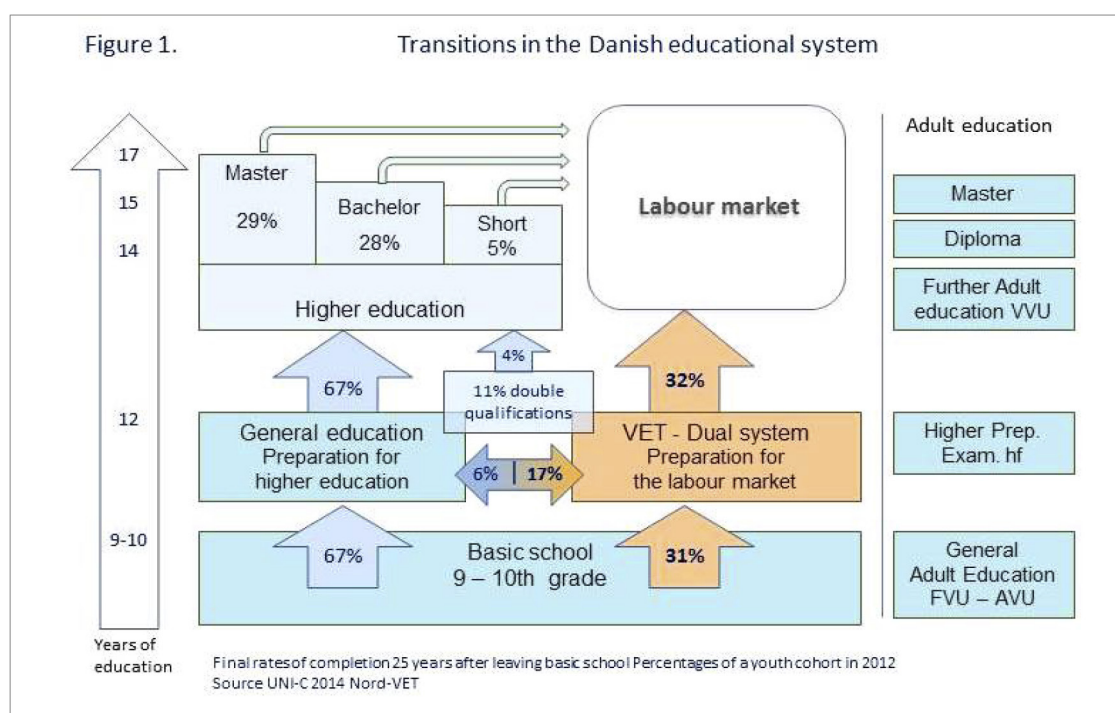 Figure 1.
Transitions in the Danish educational system
17
15
14
12
9-10
Years of
education
Master
29%
Bachelor
28%
Short
5%
Higher education
Labour market
67%
4%
11% double
qualifications
32%
General education
Preparation for
higher education
6%
17%
VET - Dual system
Preparation for
the labour market
67%
Basic school
9 – 10th grade
31%
Adult education
Master
Diploma
Further Adult
education VVU
Higher Prep.
Exam. hf
General
Adult Education
FVU – AVU
Final rates of completion 25 years after leaving basic school Percentages of a youth cohort in 2012
Source UNI-C 2014 Nord-VET